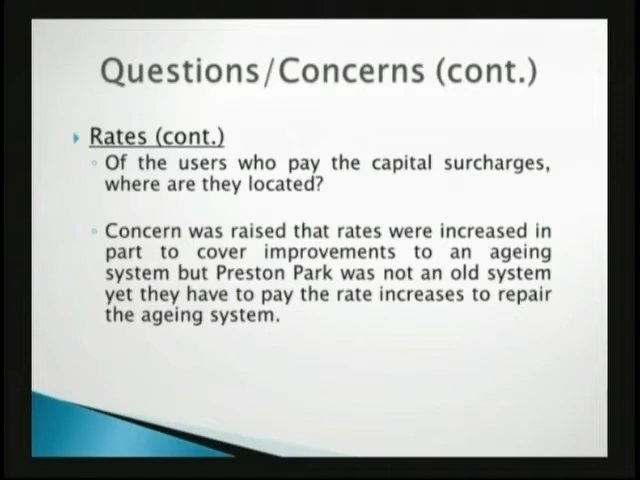 Questions/Concerns (cont.)
Rates (cont.)
Of the users who pay the capital surcharges,
where are they located?
Concern was raised that rates were increased in
part to cover improvements to an ageing
system but Preston Park was not an old system
yet they have to pay the rate increases to repair
the ageing system.